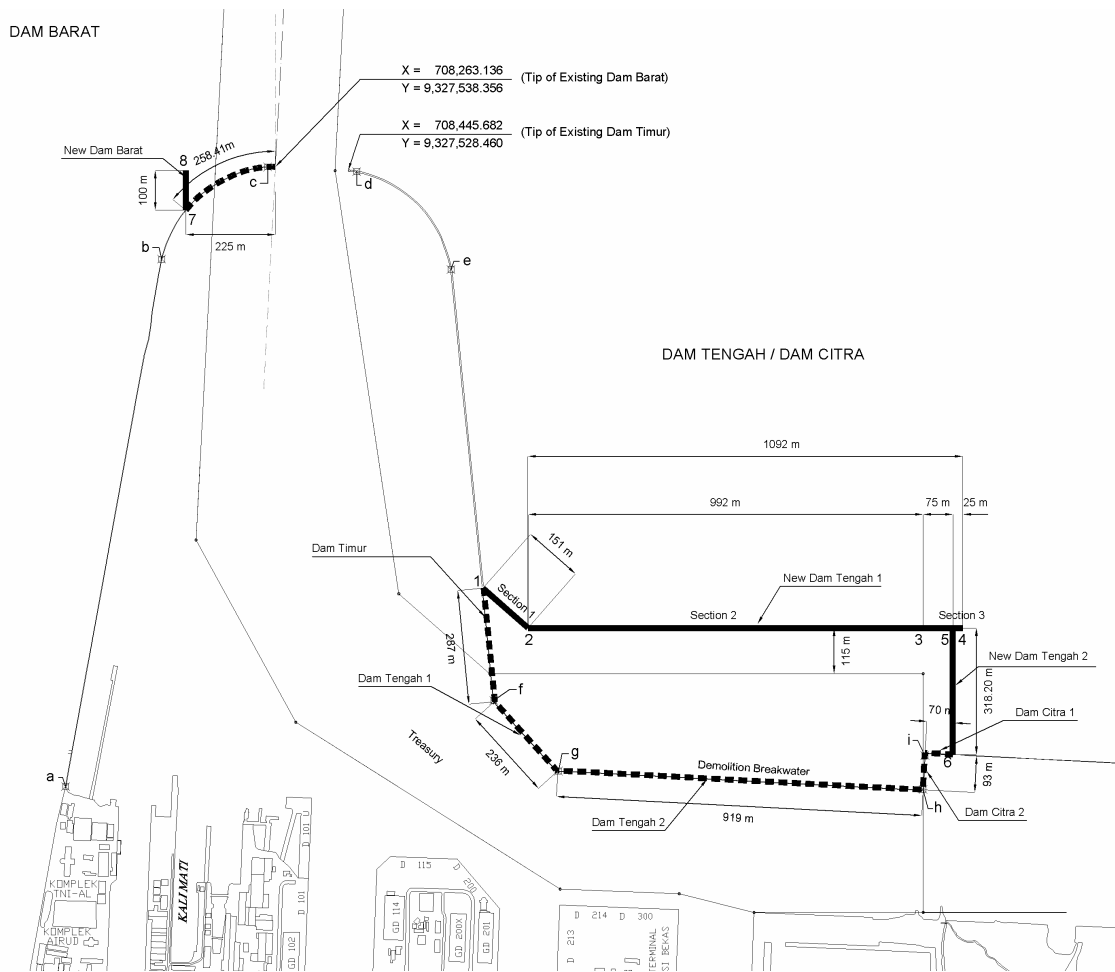 DAM BARAT
X = 708,263.136
Y = 9,327,538.356
(Tip of Existing Dam Barat)
X = 708,445.682
Y = 9,327,528.460
(Tip of Existing Dam Timur)
New Dam Barat
8
258.41m
100 m
7
c
d
225 m
b
e
DAM TENGAH / DAM CITRA
1092 m
992 m
75 m
25 m
151 m
Dam Timur
1
Section 1
New Dam Tengah 1
Section 2
Section 3
2
3
5
4
287 m
115 m
New Dam Tengah 2
318.20 m
Dam Tengah 1
f
70 m
Dam Citra 1
Treasury
i
6
a
236 m
g
Demolition Breakwater
93 m
h
Dam Citra 2
Dam Tengah 2
919 m
KOMPLEK
TNI-AL
KOMPLEK
AIRUD
KALI MATI
GD 102
D 101
101 U
D 115
D 200
GD 114
GD 200X
GD 201
D 214 D 300
D 213
TERMINAL
SI BEKAS